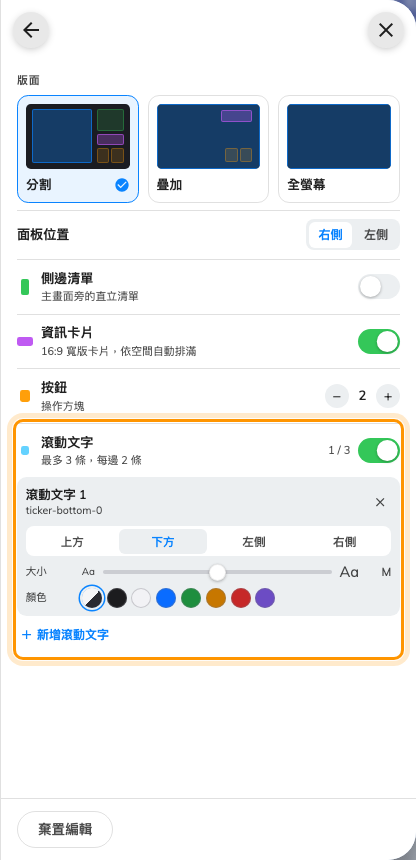 版面
分割
疊加
全螢幕
面板位置
右側
左側
側邊清單
主畫面旁的直立清單
資訊卡片
16:9 寬版卡片，依空間自動排滿
按鈕
操作方塊
− 2 +
滾動文字
最多 3 條，每邊 2 條
1 / 3
滾動文字 1
ticker-bottom-0
上方
下方
左側
右側
大小
Aa
Aa
M
顏色
+ 新增滾動文字
棄置編輯